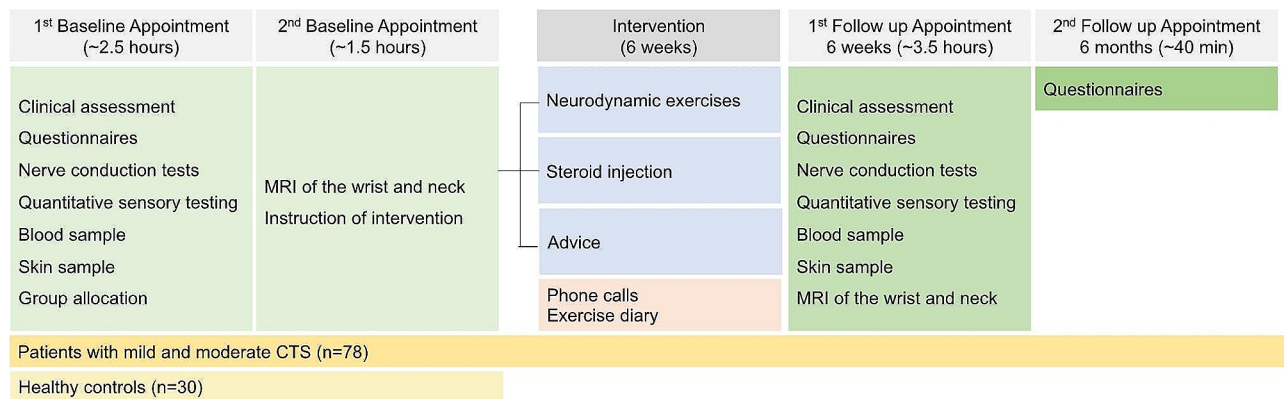 1st Baseline Appointment
(~2.5 hours)
2nd Baseline Appointment
(~1.5 hours)
Intervention
(6 weeks)
1st Follow up Appointment
6 weeks (~3.5 hours)
2nd Follow up Appointment
6 months (~40 min)
Clinical assessment
Questionnaires
Nerve conduction tests
Quantitative sensory testing
Blood sample
Skin sample
Group allocation
MRI of the wrist and neck
Instruction of intervention
Neurodynamic exercises
Steroid injection
Advice
Phone calls
Exercise diary
Clinical assessment
Questionnaires
Nerve conduction tests
Quantitative sensory testing
Blood sample
Skin sample
MRI of the wrist and neck
Questionnaires
Patients with mild and moderate CTS (n=78)
Healthy controls (n=30)